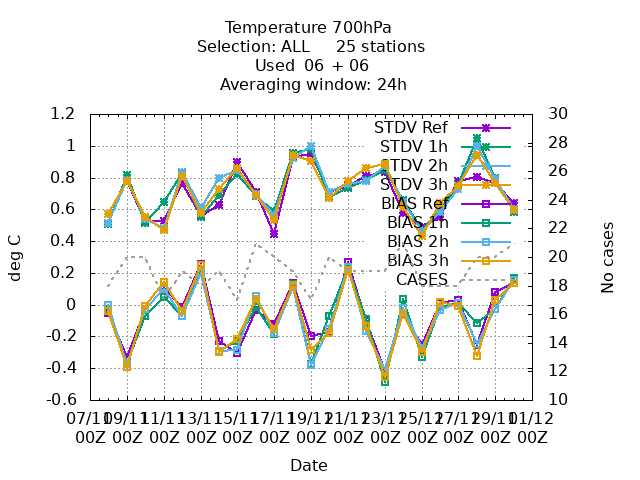 Temperature 700hPa
Selection: ALL 25 stations
Used 06 + 06
Averaging window: 24h
1.2
1
0.8
0.6
0.4
0.2
0
-0.2
-0.4
-0.6
deg C
30
28
26
24
22
20
18
16
14
12
10
No cases
STDV Ref
STDV 1h
STDV 2h
STDV 3h
BIAS Ref
BIAS 1h
BIAS 2h
BIAS 3h
CASES
07/11 09/11 11/11 13/11 15/11 17/11 19/11 21/11 23/11 25/11 27/11 29/11 01/12
00Z 00Z 00Z 00Z 00Z 00Z 00Z 00Z 00Z 00Z 00Z 00Z 00Z
Date